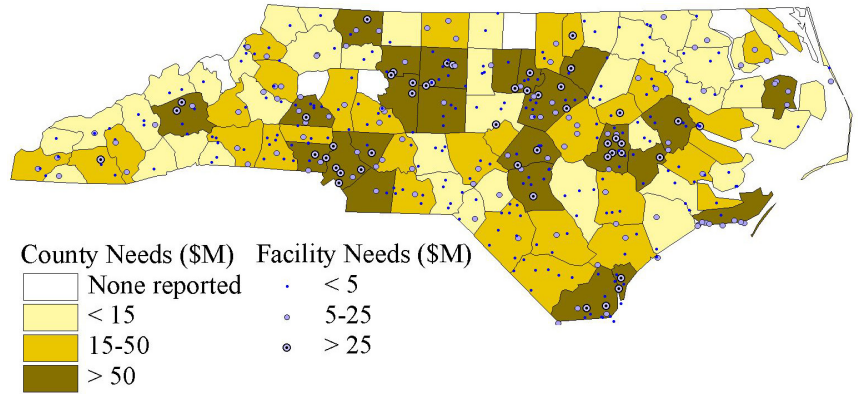 County Needs ($M)
None reported
< 15
15-50
> 50
Facility Needs ($M)
< 5
5-25
> 25